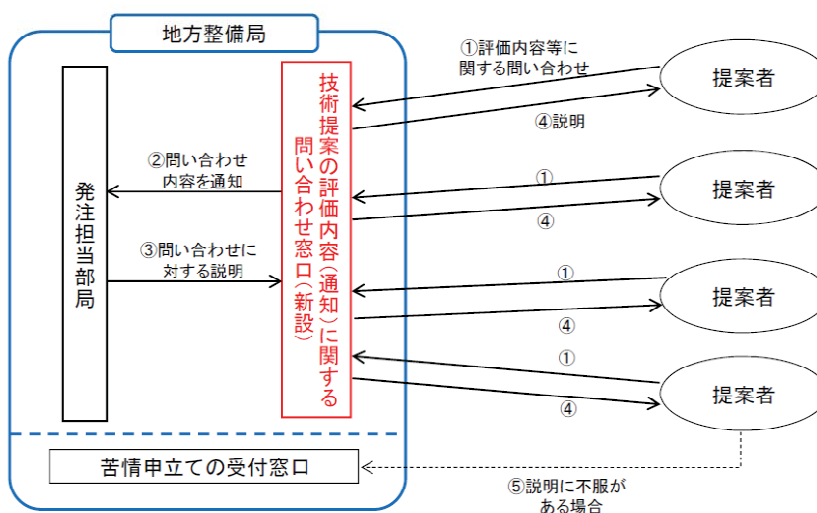 地方整備局
発注担当部局
②問い合わせ
内容を通知
③問い合わせに
対する説明
技術提案の評価内容(通知)に関する
問い合わせ窓口(新設)
①評価内容等に
関する問い合わせ
④説明
提案者
①
④
提案者
①
④
提案者
①
④
提案者
苦情申立ての受付窓口
⑤説明に不服が
ある場合